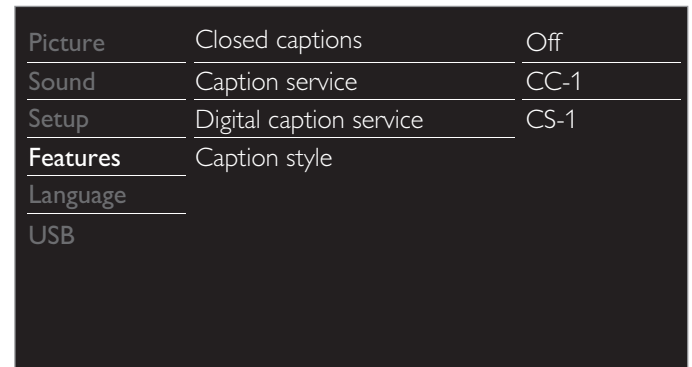 Picture Closed captions Off
Sound Caption service CC-1
Setup Digital caption service CS-1
Features Caption style
Language
USB